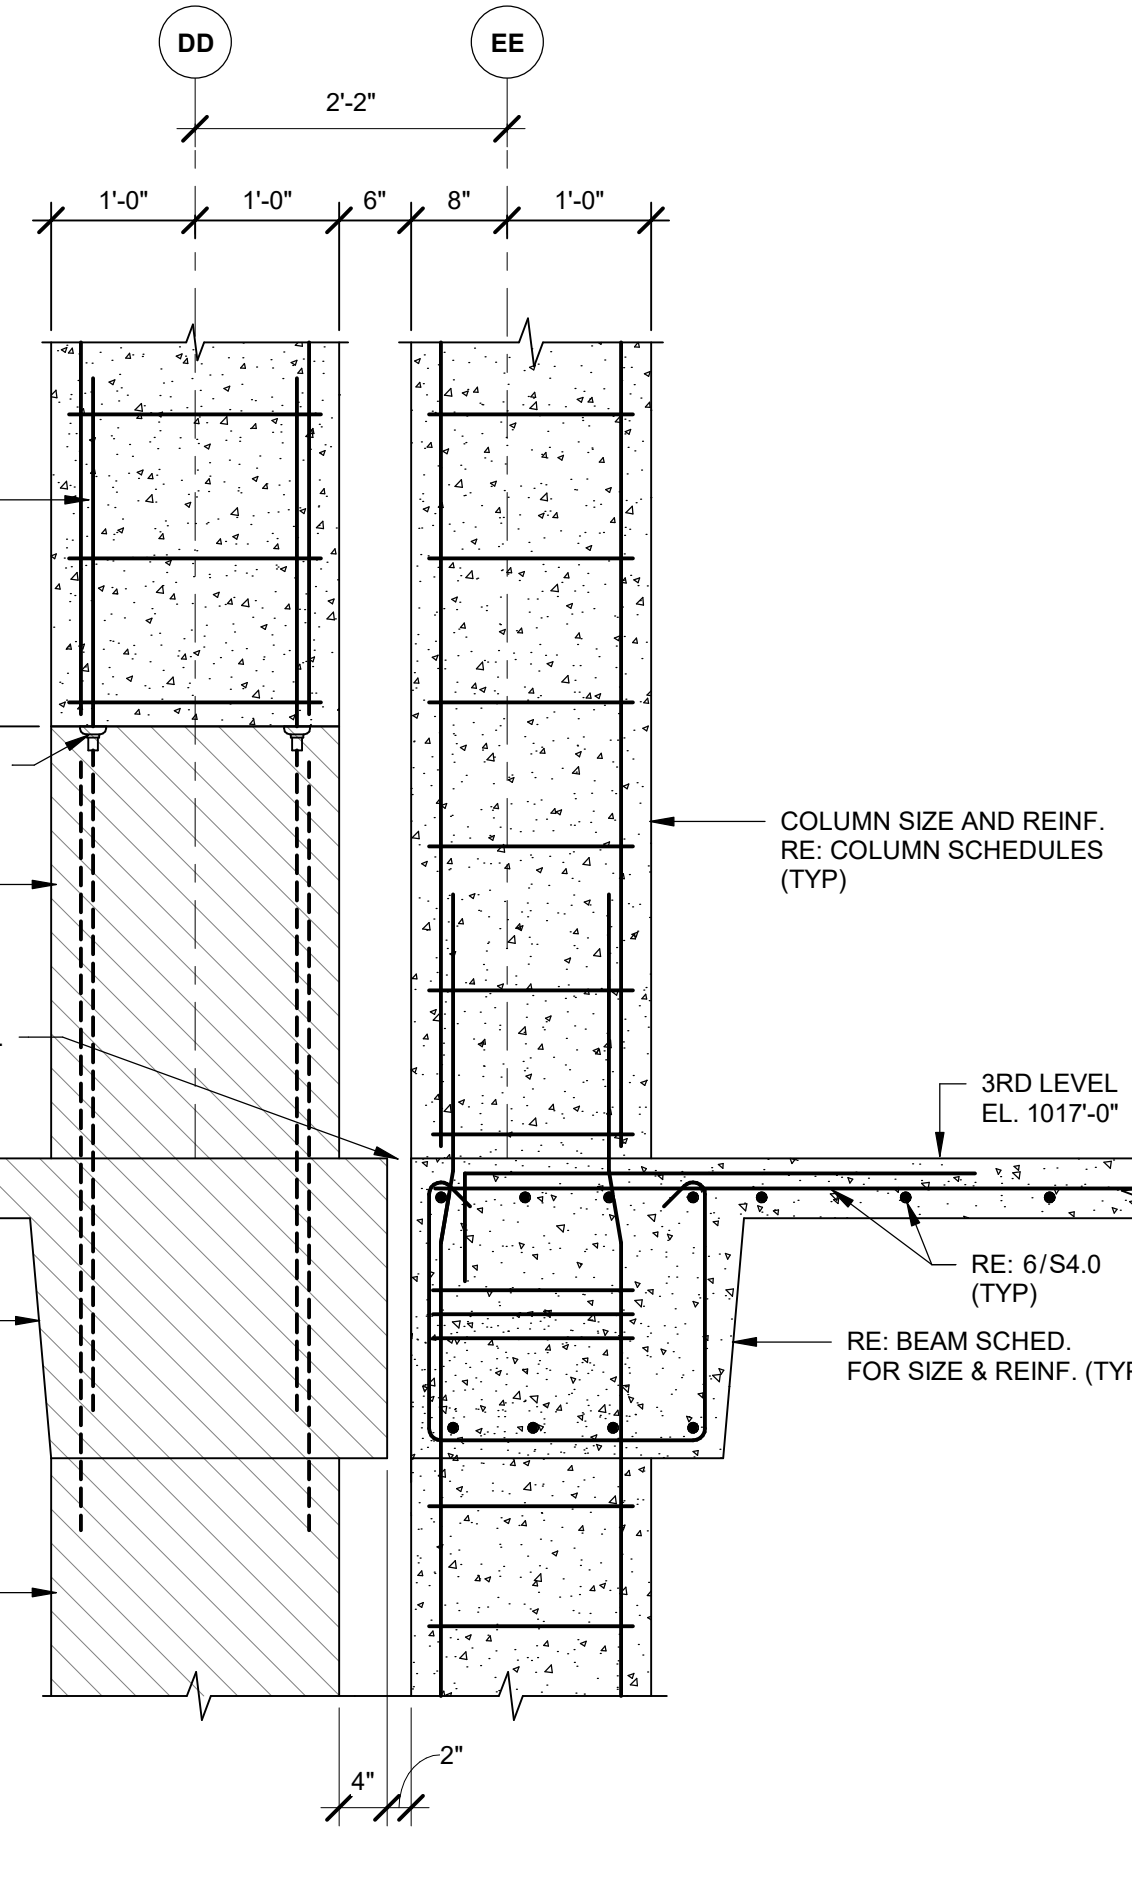 DD
EE
2'-2"
1'-0"
1'-0"
6"
8"
1'-0"
COLUMN SIZE AND REINF.
RE: COLUMN SCHEDULES
(TYP)
3RD LEVEL
EL. 1017'-0"
RE: 6/S4.0
(TYP)
RE: BEAM SCHED.
FOR SIZE & REINF. (TYP
2"
4"